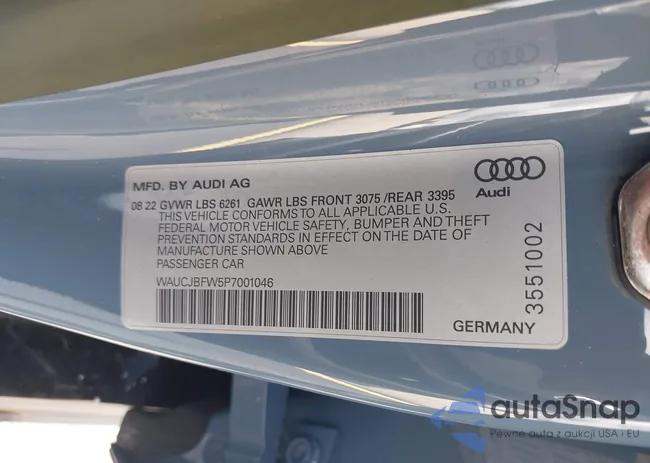 MFD. BY AUDI AG
Audi
08 22 GVWR LBS 6261 GAWR LBS FRONT 3075 /REAR 3395
THIS VEHICLE CONFORMS TO ALL APPLICABLE U.S.
FEDERAL MOTOR VEHICLE SAFETY, BUMPER AND THEFT
PREVENTION STANDARDS IN EFFECT ON THE DATE OF
MANUFACTURE SHOWN ABOVE
PASSENGER CAR
WAUCJBFW5P7001046
GERMANY
3551002
autaSnap
Pewne auta z aukcji USA i EU